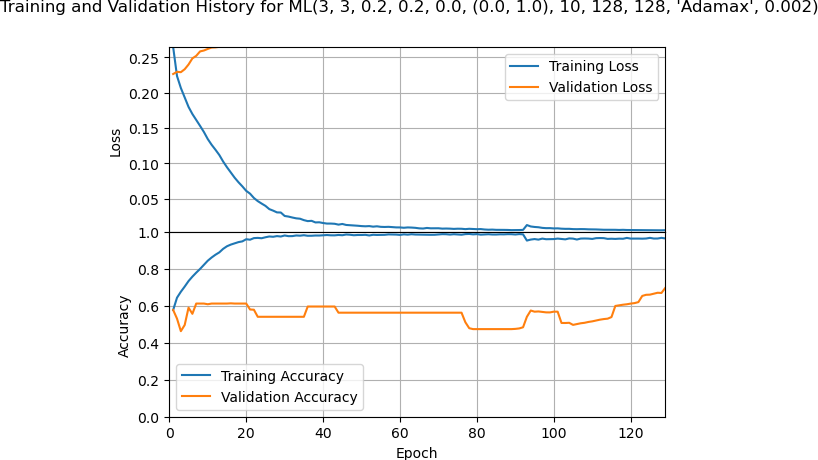 Training and Validation History for ML(3, 3, 0.2, 0.2, 0.0, (0.0, 1.0), 10, 128, 128, 'Adamax', 0.002)
0.25
0.20
0.15
0.10
0.05
Loss
Training Loss
Validation Loss
1.0
0.8
0.6
0.4
0.2
0.0
Accuracy
Training Accuracy
Validation Accuracy
0 20 40 60 80 100 120
Epoch